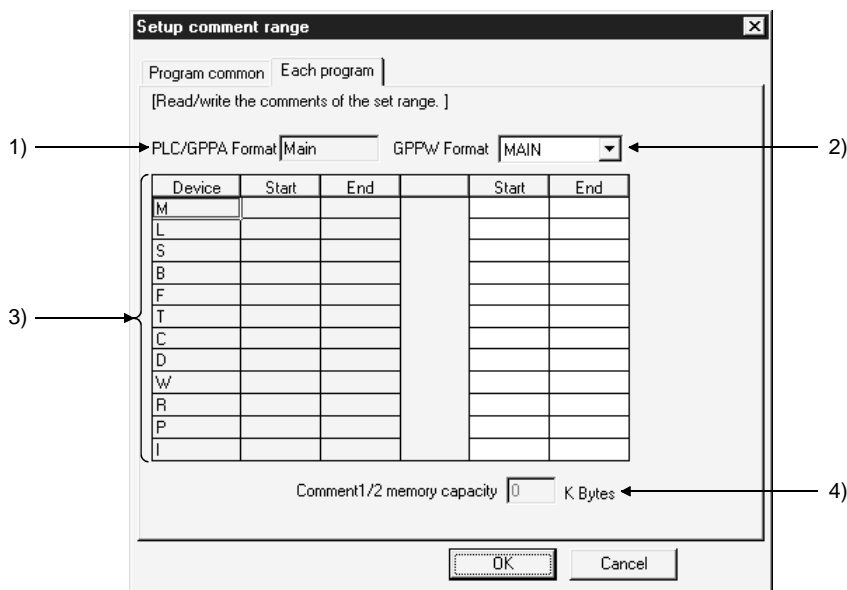 Setup comment range
Program common Each program
[Read/write the comments of the set range. ]
1) PLC/GPPA Format Main GPPW Format MAIN 2)
Device Start End Start End
M
L
S
B
F
3) T
C
D
W
R
P
I
Comment1/2 memory capacity 0 K Bytes 4)
OK Cancel